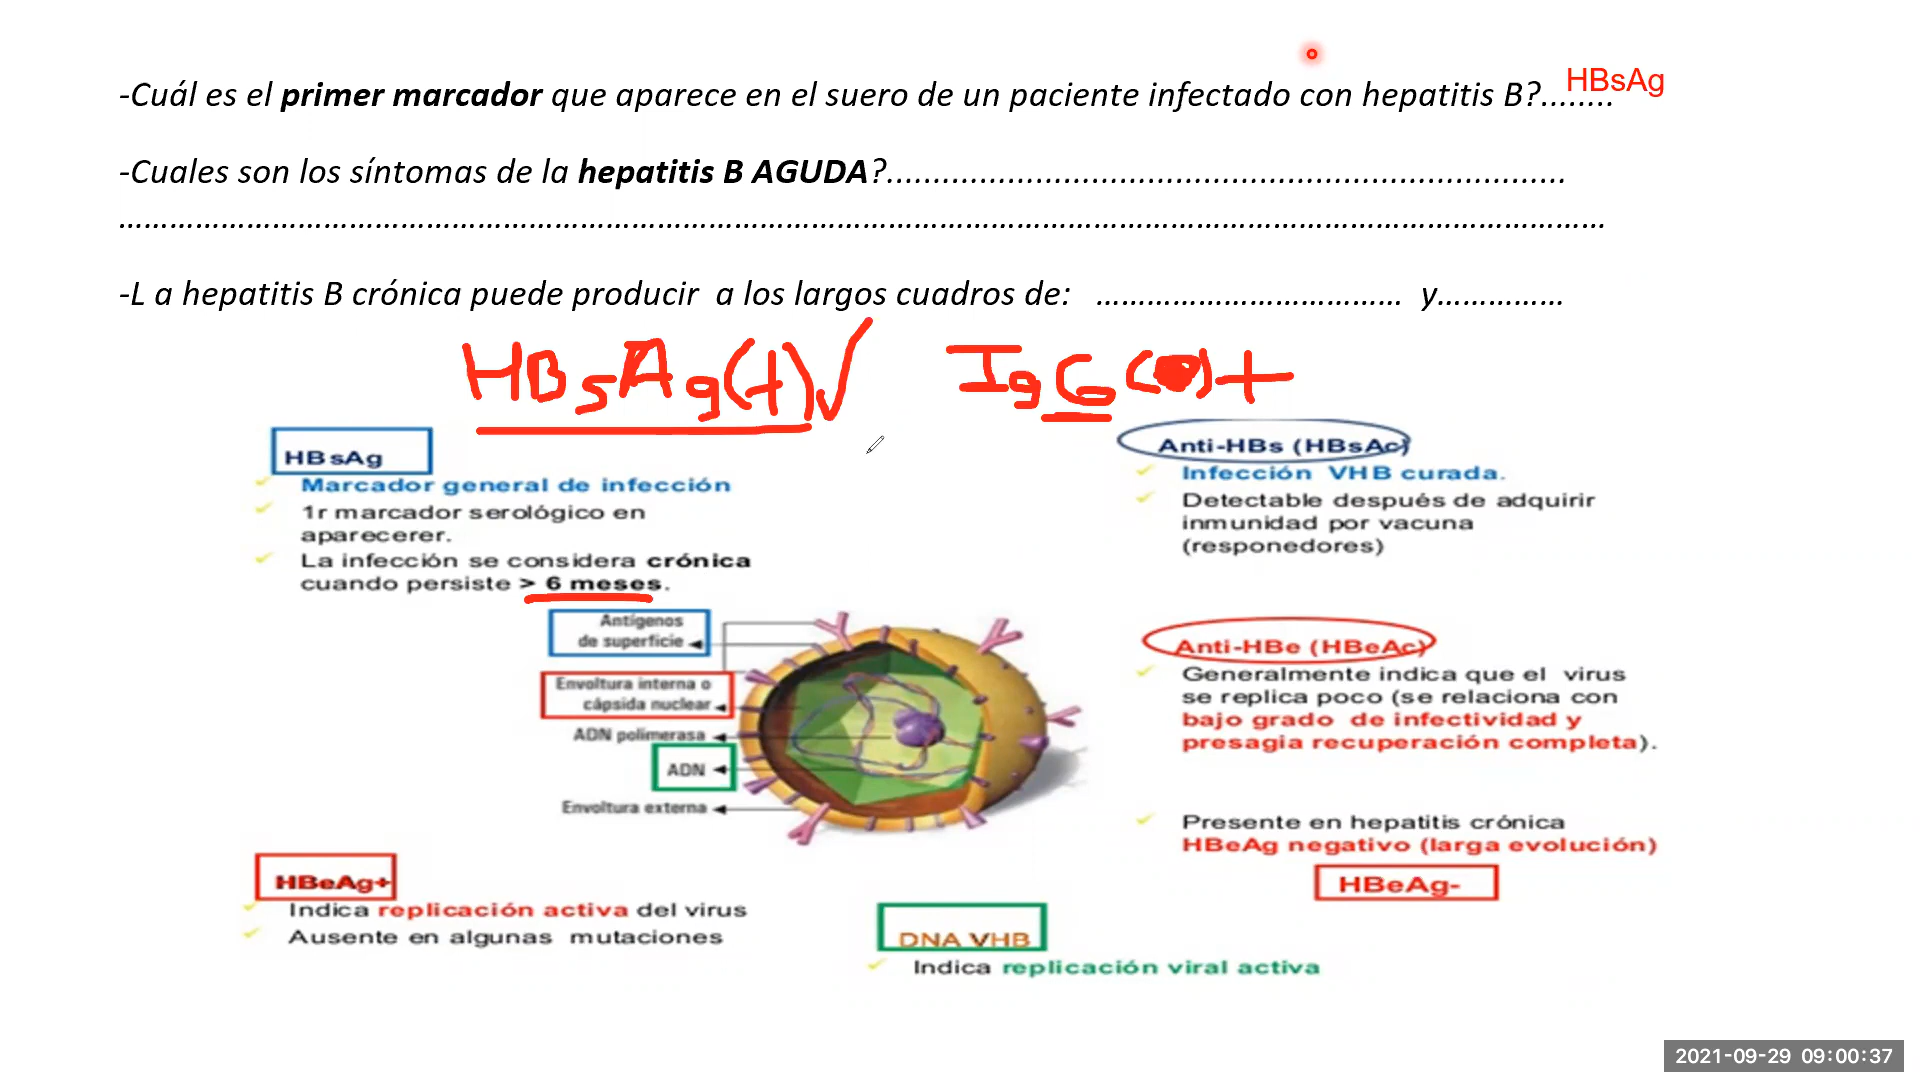 -Cuál es el primer marcador que aparece en el suero de un paciente infectado con hepatitis B?........ HBsAg
-Cuales son los síntomas de la hepatitis B AGUDA?..........................................................................
……………………………………………………………………………………………………………………………………………………
-L a hepatitis B crónica puede producir  a los largos cuadros de:  ………………………………  y……………
HBsAg(+)√ IgG()+
HBsAg
Marcador general de infección
1r marcador serológico en
aparecerer.
La infección se considera crónica
cuando persiste > 6 meses.
Anti-HBs (HBsAc)
Infección VHB curada.
Detectable después de adquirir
inmunidad por vacuna
(responedores)
Antígenos
de superficie
Envoltura interna o
cápsida nuclear
ADN polimerasa
ADN
Envoltura externa
Anti-HBe (HBeAc)
Generalmente indica que el virus
se replica poco (se relaciona con
bajo grado de infectividad y
presagia recuperación completa).
Presente en hepatitis crónica
HBeAg negativo (larga evolución)
HBeAg-
HBeAg+
Indica replicación activa del virus
Ausente en algunas mutaciones
DNA VHB
Indica replicación viral activa
2021-09-29 09:00:37